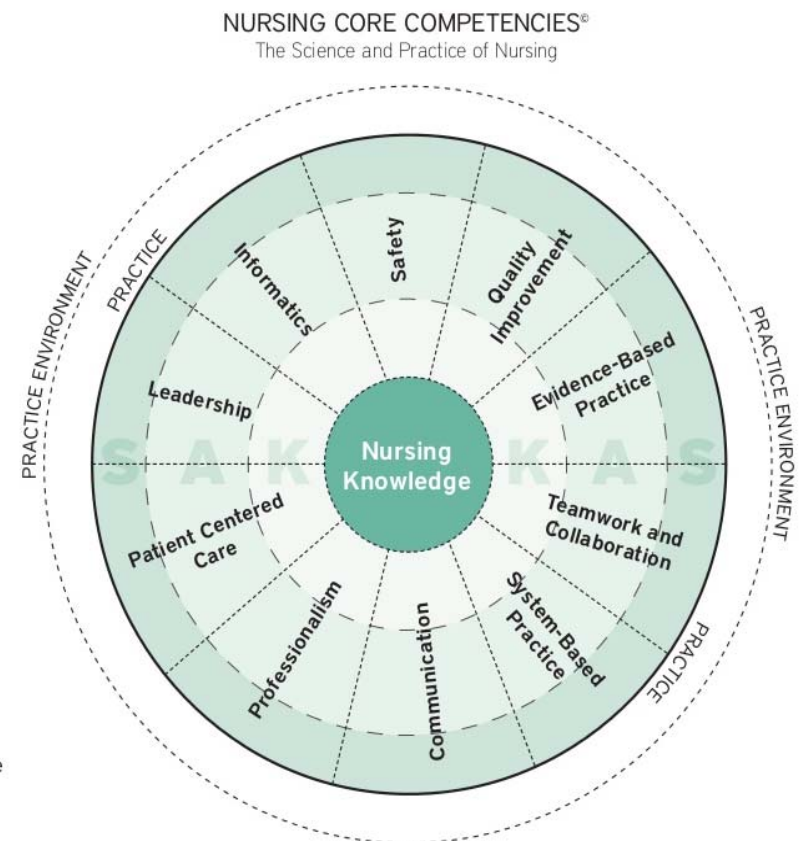 NURSING CORE COMPETENCIES©
The Science and Practice of Nursing
PRACTICE ENVIRONMENT
PRACTICE
Safety
Quality
Improvement
Informatics
Evidence-Based
Practice
Leadership
PRACTICE ENVIRONMENT
S A K
Nursing
Knowledge
K A S
Patient Centered
Care
Teamwork and
Collaboration
System-Based
Practice
Professionalism
Communication
PRACTICE
e